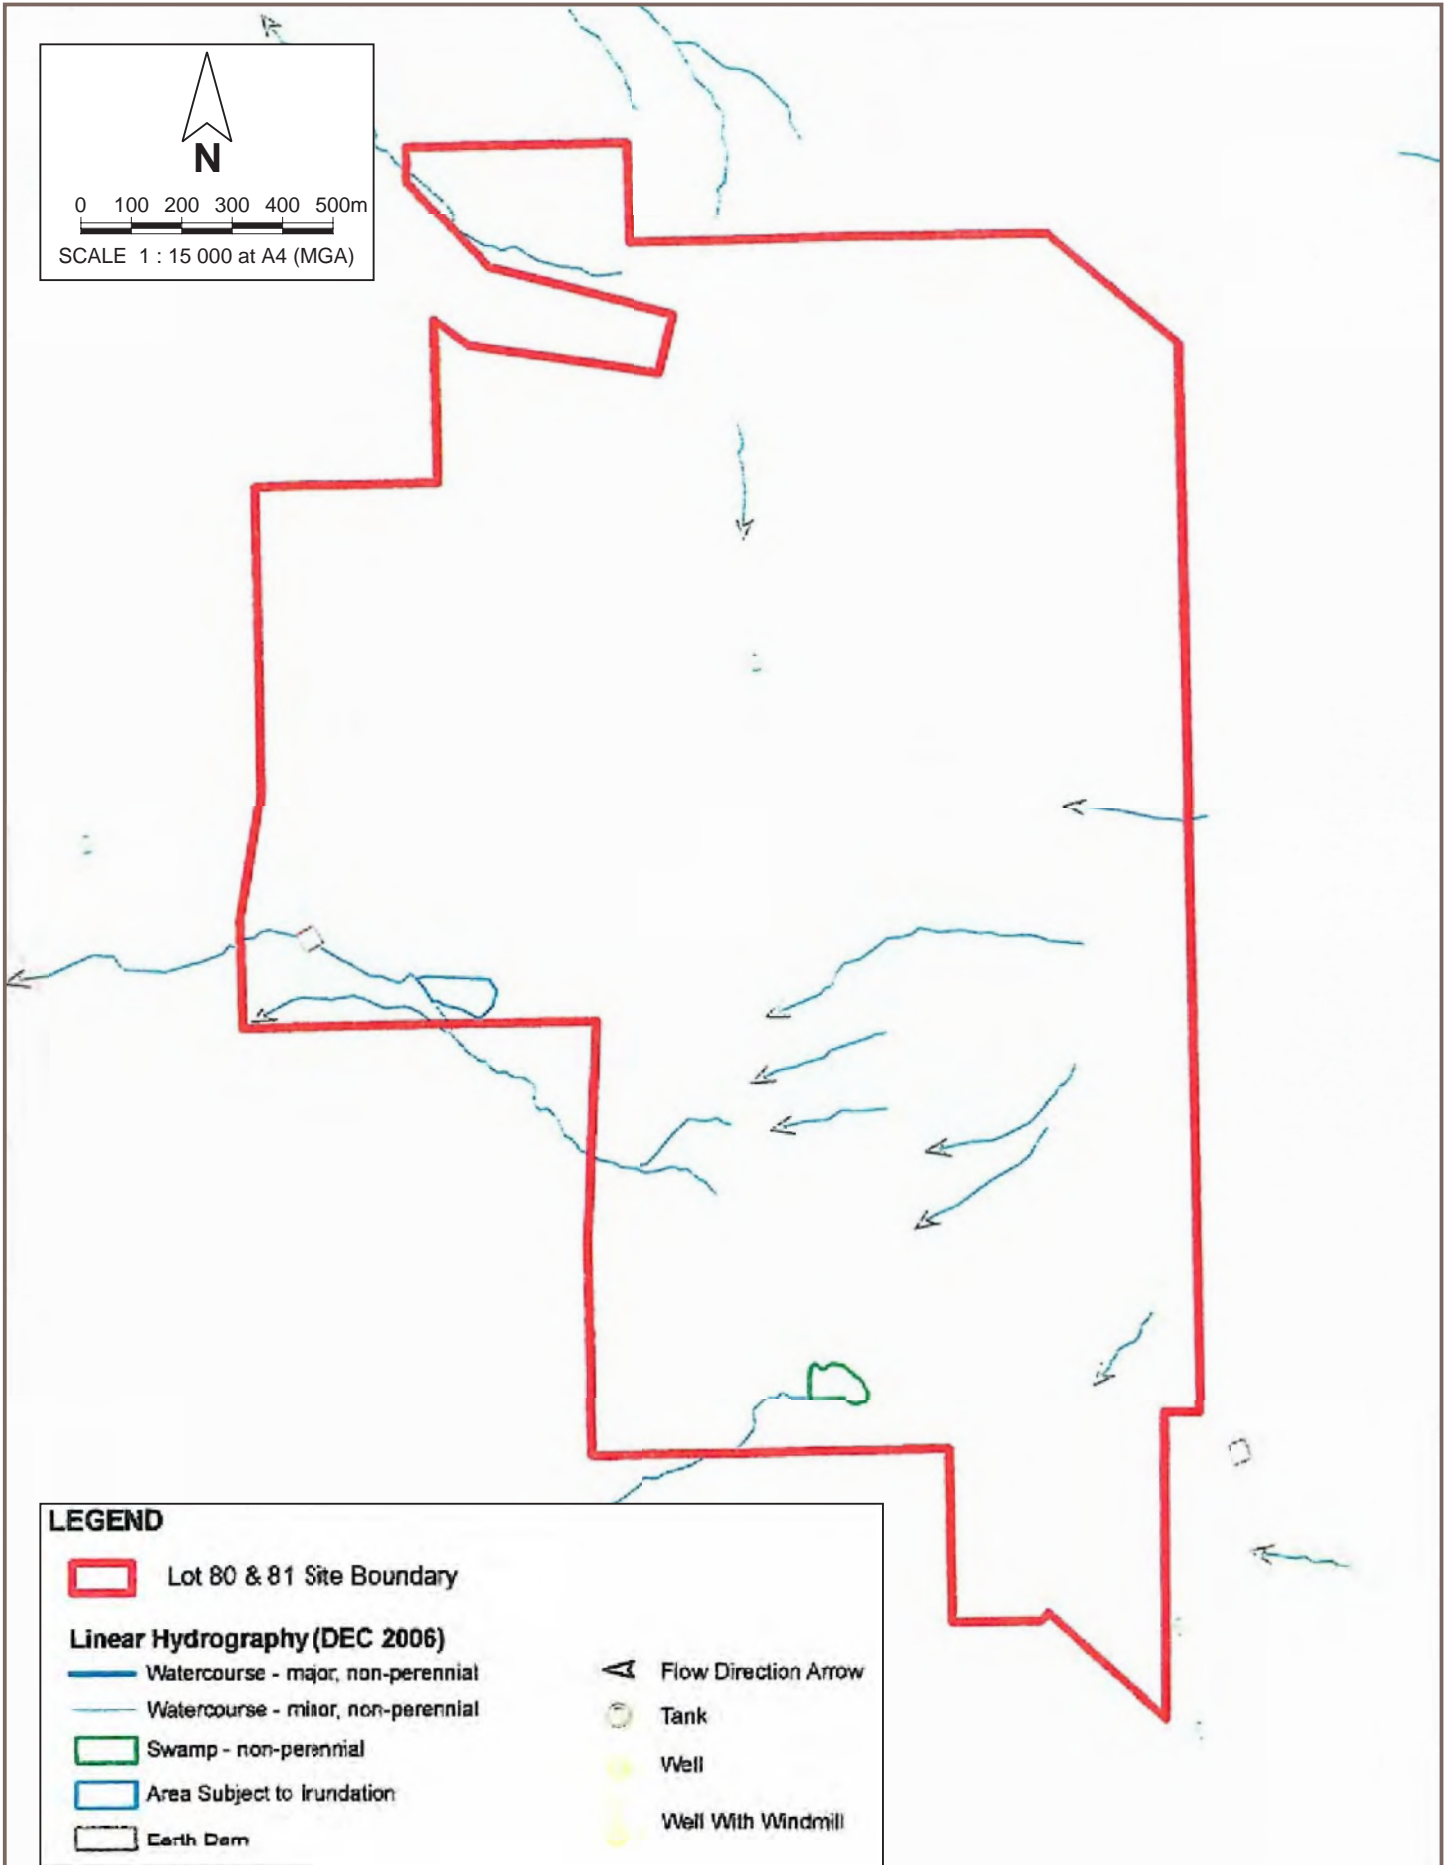 N
0 100 200 300 400 500m
SCALE 1 : 15 000 at A4 (MGA)
LEGEND
Lot 80 & 81 Site Boundary
Linear Hydrography (DEC 2006)
Watercourse - major, non-perennial
Watercourse - minor, non-perennial
Swamp - non-perennial
Area Subject to Inundation
Earth Dam
Flow Direction Arrow
Tank
Well
Well With Windmill